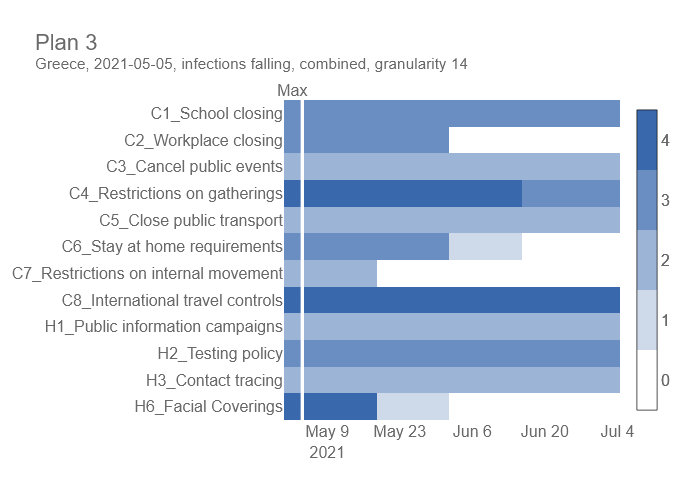 Plan 3
Greece, 2021-05-05, infections falling, combined, granularity 14
Max
C1_School closing
C2_Workplace closing
C3_Cancel public events
C4_Restrictions on gatherings
C5_Close public transport
C6_Stay at home requirements
C7_Restrictions on internal movement
C8_International travel controls
H1_Public information campaigns
H2_Testing policy
H3_Contact tracing
H6_Facial Coverings
4
3
2
1
0
May 9 May 23 Jun 6 Jun 20 Jul 4
2021